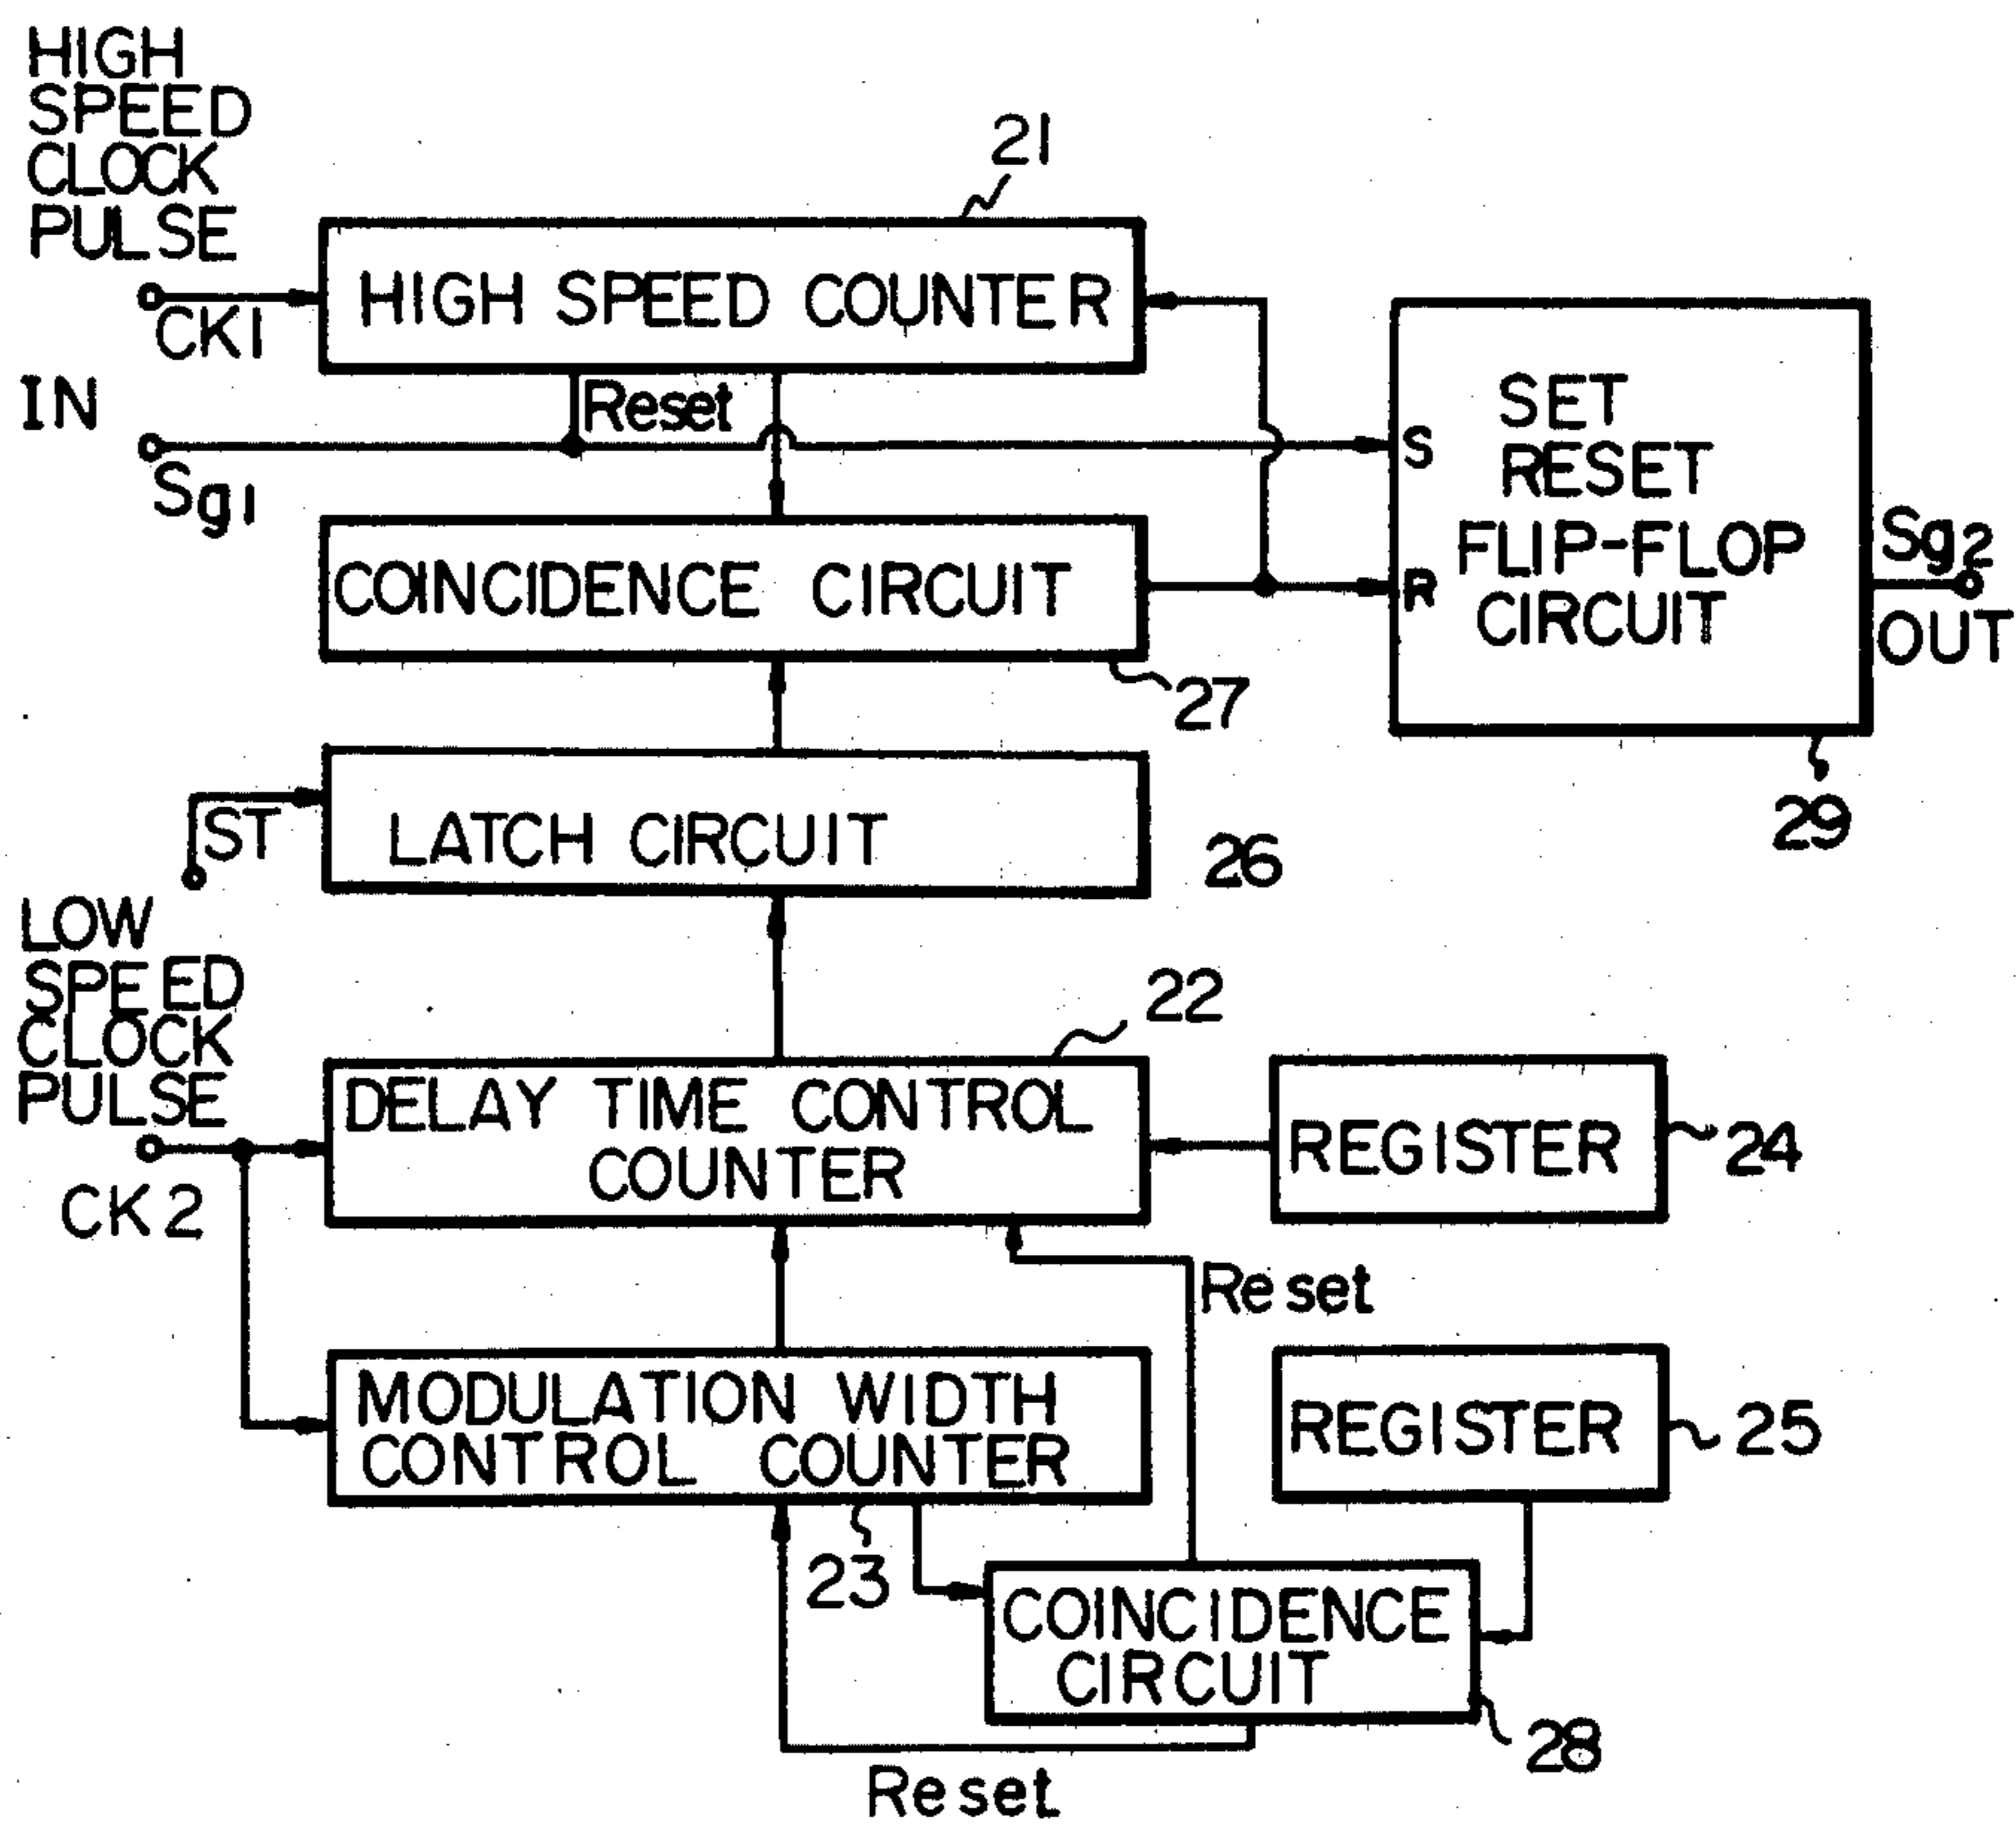 HIGH
SPEED
CLOCK
PULSE
21
HIGH SPEED COUNTER
CK1
IN
Reset
Sg1
S
SET
RESET
FLIP-FLOP
CIRCUIT
Sg2
OUT
COINCIDENCE CIRCUIT
R
27
29
ST
LATCH CIRCUIT
26
LOW
SPEED
CLOCK
PULSE
22
DELAY TIME CONTROL
COUNTER
REGISTER
24
CK2
Reset
MODULATION WIDTH
CONTROL COUNTER
REGISTER
25
23
COINCIDENCE
CIRCUIT
28
Reset